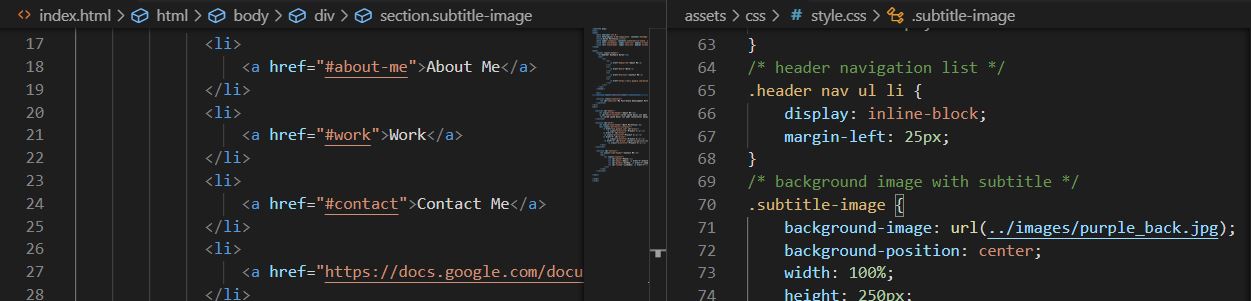 index.html > html > body > div > section.subtitle-image
17 <li>
18 <a href="#about-me">About Me</a>
19 </li>
20 <li>
21 <a href="#work">Work</a>
22 </li>
23 <li>
24 <a href="#contact">Contact Me</a>
25 </li>
26 <li>
27 <a href="https://docs.google.com/docu
28 </li>
assets > css > # style.css > .subtitle-image
63 }
64 /* header navigation list */
65 .header nav ul li {
66 display: inline-block;
67 margin-left: 25px;
68 }
69 /* background image with subtitle */
70 .subtitle-image {
71 background-image: url(../images/purple_back.jpg);
72 background-position: center;
73 width: 100%;
74 height: 250px;